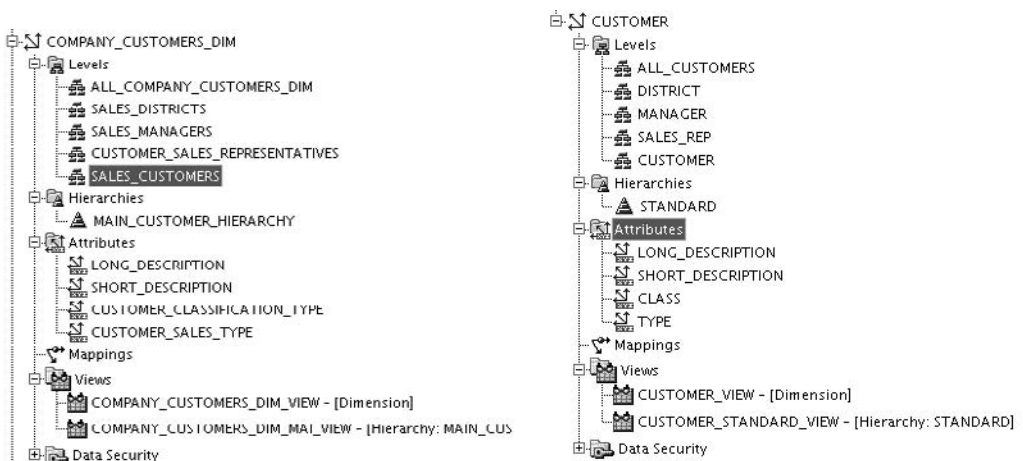 COMPANY_CUSTOMERS_DIM
Levels
ALL_COMPANY_CUSTOMERS_DIM
SALES_DISTRICTS
SALES_MANAGERS
CUSTOMER_SALES_REPRESENTATIVES
SALES_CUSTOMERS
Hierarchies
MAIN_CUSTOMER_HIERARCHY
Attributes
LONG_DESCRIPTION
SHORT_DESCRIPTION
CUSTOMER_CLASSIFICATION_TYPE
CUSTOMER_SALES_TYPE
Mappings
Views
COMPANY_CUSTOMERS_DIM_VIEW - [Dimension]
COMPANY_CUSTOMERS_DIM_MAI_VIEW - [Hierarchy: MAIN_CUS
Data Security
CUSTOMER
Levels
ALL_CUSTOMERS
DISTRICT
MANAGER
SALES_REP
CUSTOMER
Hierarchies
STANDARD
Attributes
LONG_DESCRIPTION
SHORT_DESCRIPTION
CLASS
TYPE
Mappings
Views
CUSTOMER_VIEW - [Dimension]
CUSTOMER_STANDARD_VIEW - [Hierarchy: STANDARD]
Data Security